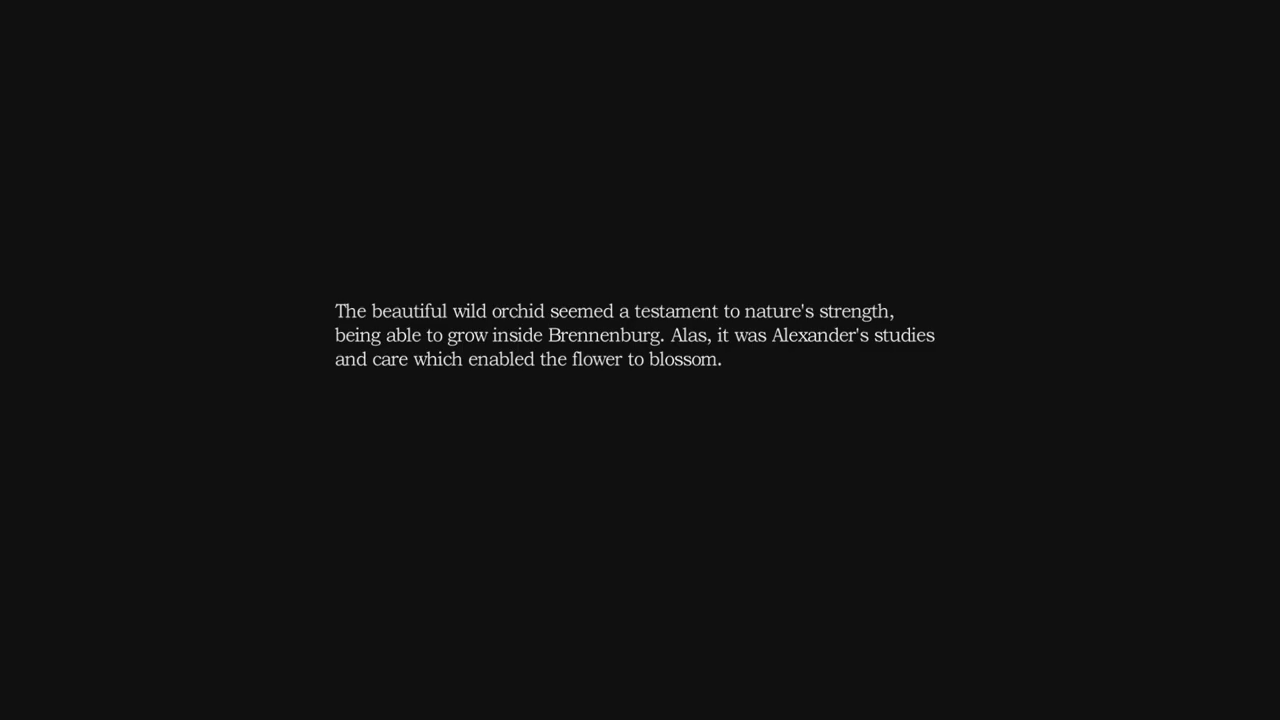 The beautiful wild orchid seemed a testament to nature's strength,
being able to grow inside Brennenburg. Alas, it was Alexander's studies
and care which enabled the flower to blossom.